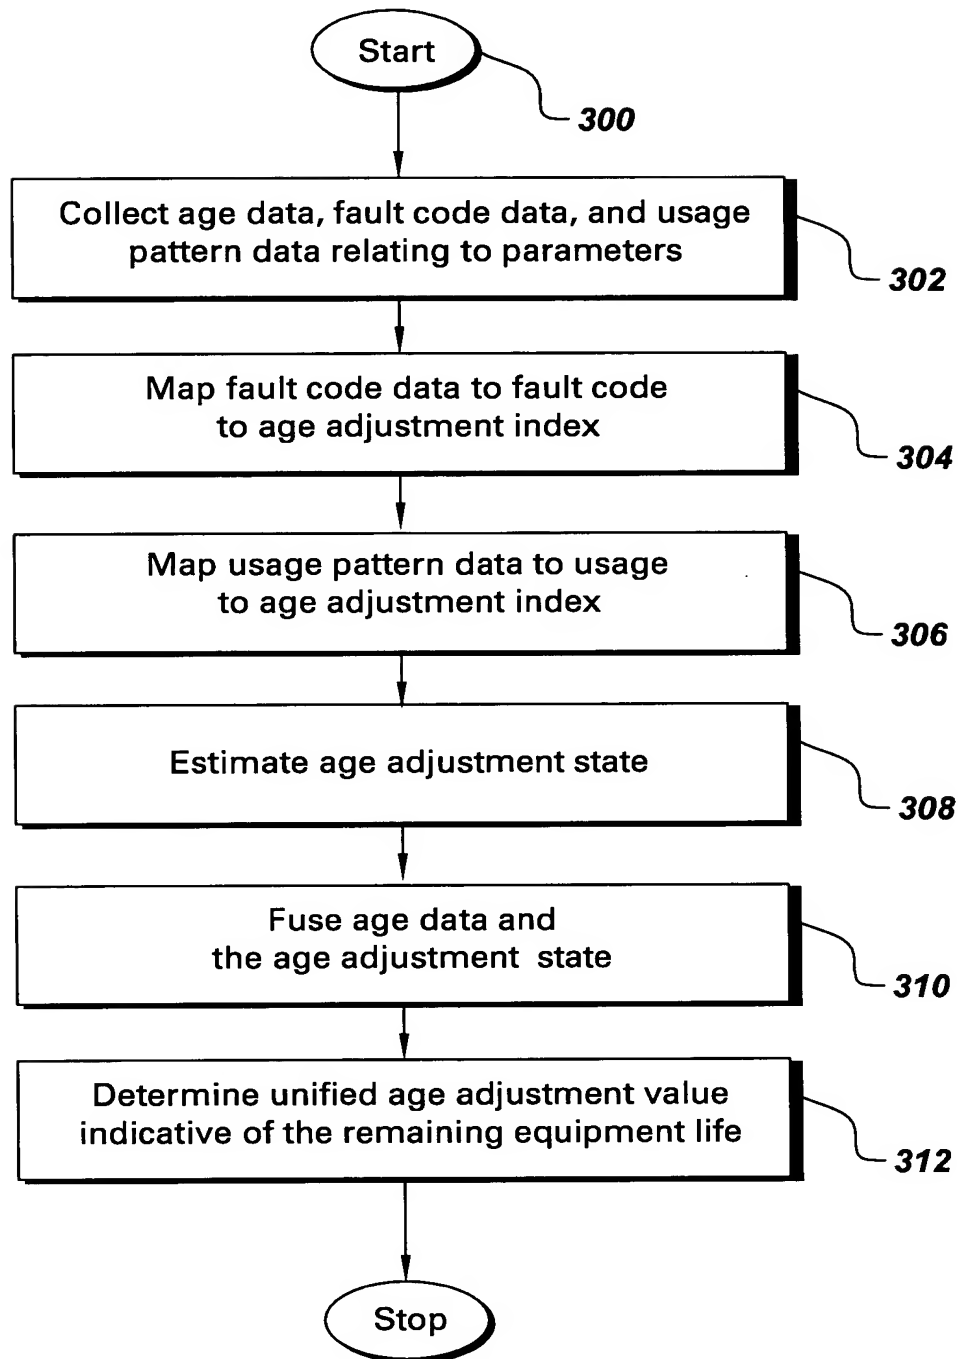 Start
300
Collect age data, fault code data, and usage
pattern data relating to parameters
302
Map fault code data to fault code
to age adjustment index
304
Map usage pattern data to usage
to age adjustment index
306
Estimate age adjustment state
308
Fuse age data and
the age adjustment state
310
Determine unified age adjustment value
indicative of the remaining equipment life
312
Stop